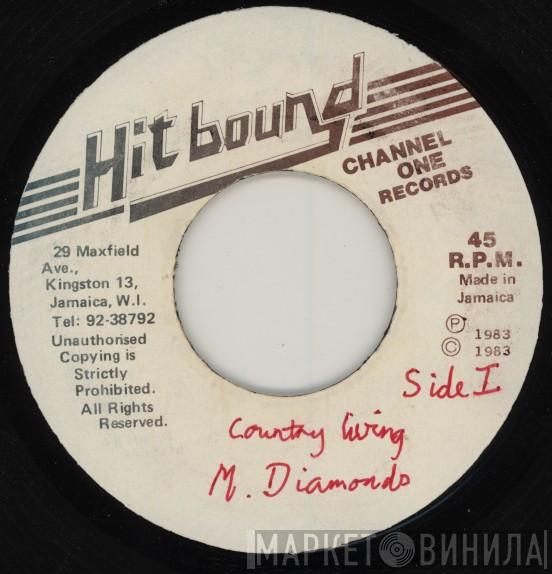 Hit bound
CHANNEL
ONE
RECORDS
29 Maxfield
Ave.,
Kingston 13,
Jamaica, W.I.
Tel: 92-38792
Unauthorised
Copying is
Strictly
Prohibited.
All Rights
Reserved.
45
R.P.M.
Made in
Jamaica
℗ 1983
© 1983
Side I
Country living
M. Diamonds
МАРКЕТ ВИНИЛА